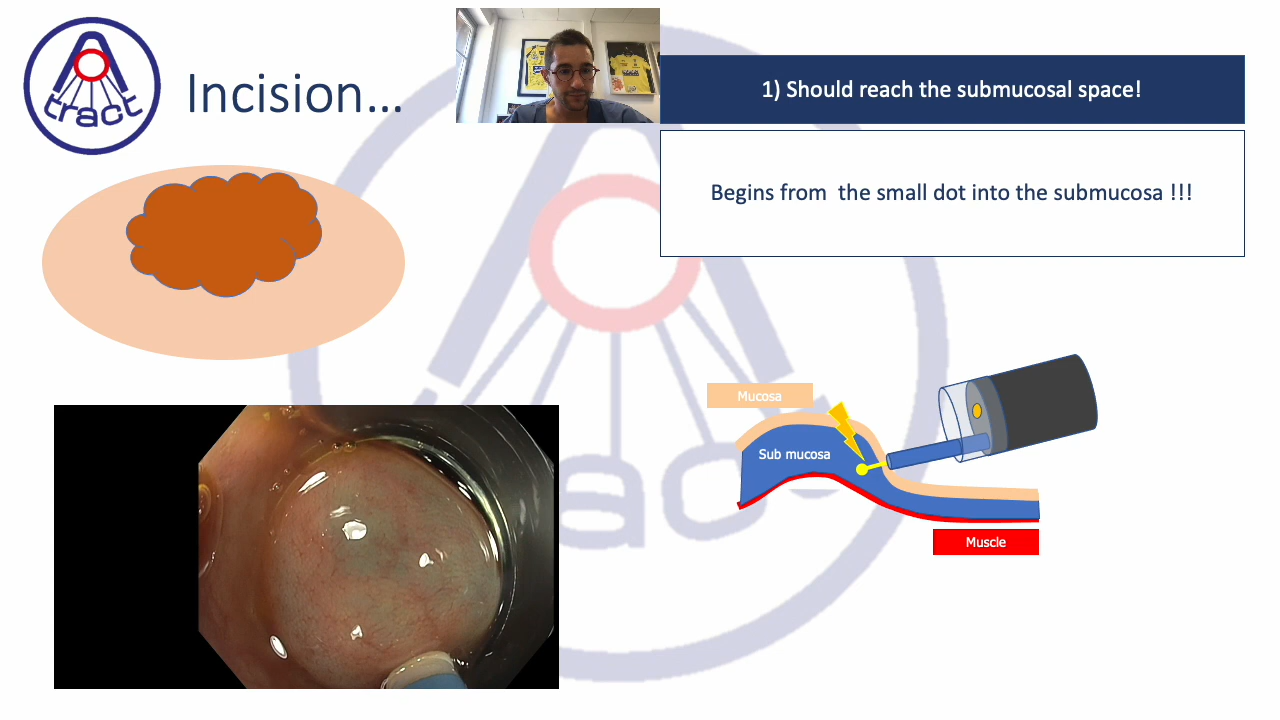 tract
Incision…
1) Should reach the submucosal space!
Begins from  the small dot into the submucosa !!!
Mucosa
Sub mucosa
Muscle